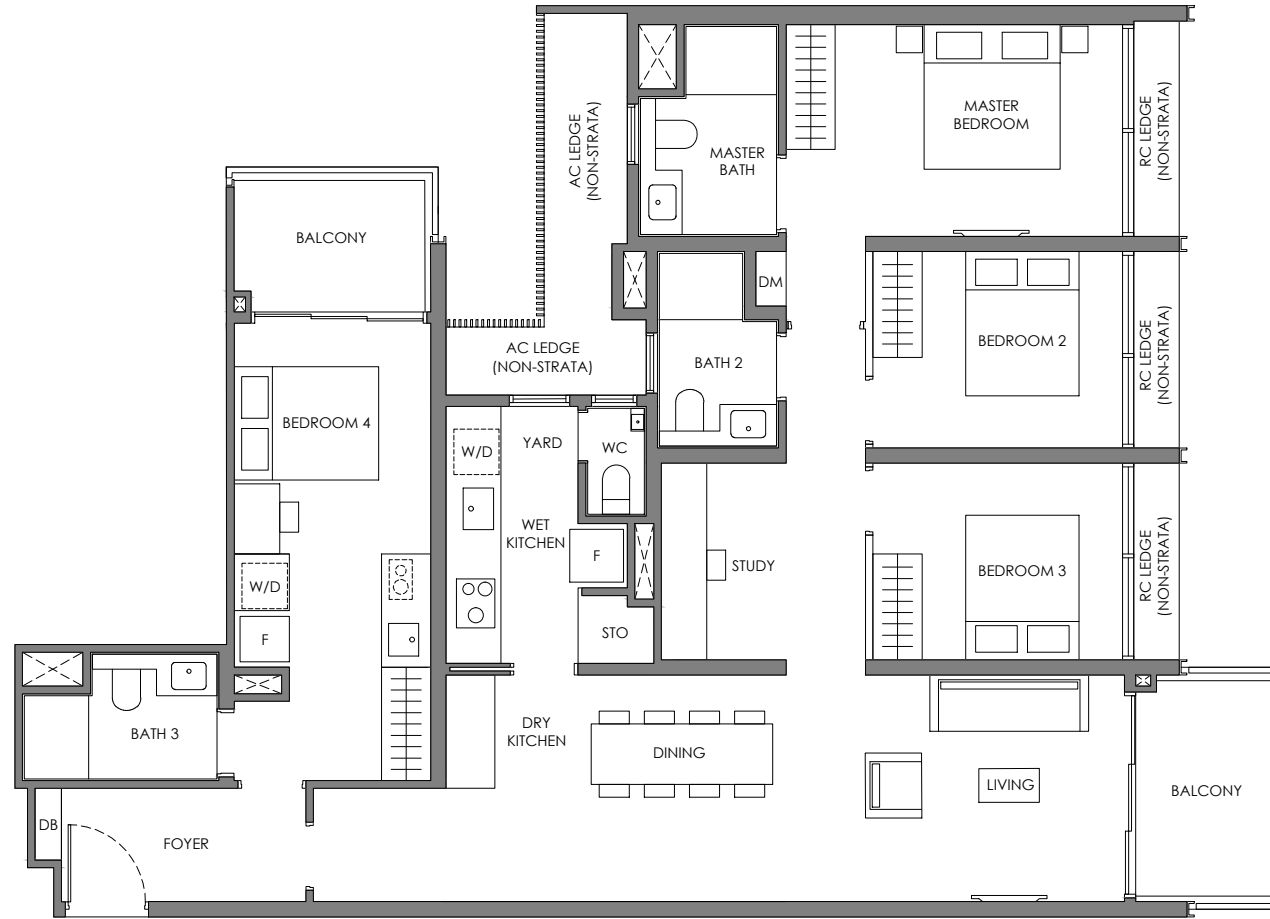 MASTER
BEDROOM
RC LEDGE
(NON-STRATA)
AC LEDGE
(NON-STRATA)
MASTER
BATH
BALCONY
DM
BEDROOM 2
RC LEDGE
(NON-STRATA)
AC LEDGE
(NON-STRATA)
BATH 2
BEDROOM 4
YARD
W/D
WC
WET
KITCHEN
F
STUDY
BEDROOM 3
RC LEDGE
(NON-STRATA)
W/D
F
STO
BATH 3
DRY
KITCHEN
DINING
LIVING
BALCONY
DB
FOYER